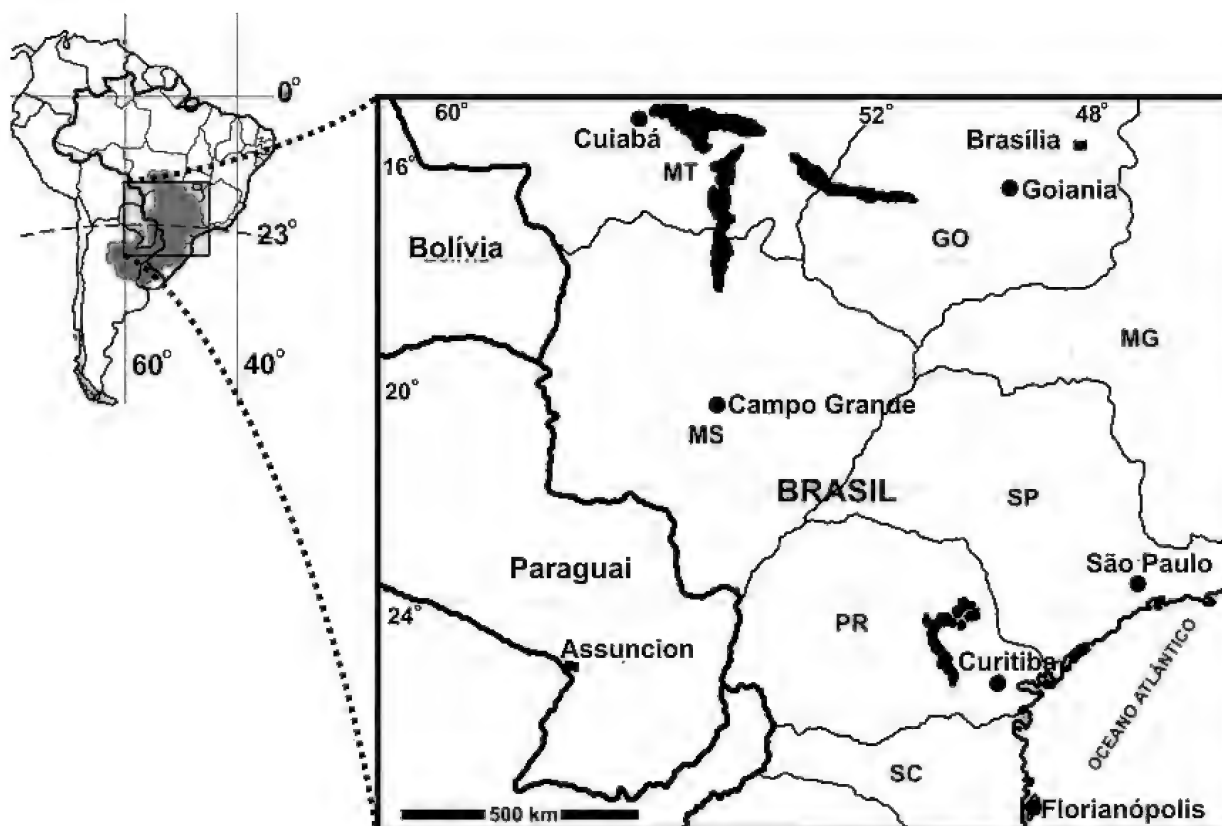 0°
23°
60° 40°
60° 52° 48°
Cuiabá
Brasília
16°
MT
Goiania
Bolívia
GO
MG
20°
Campo Grande
MS
BRASIL
SP
Paraguai
São Paulo
24°
PR
Assuncion
Curitiba
OCEANO ATLÂNTICO
SC
500 km
Florianópolis